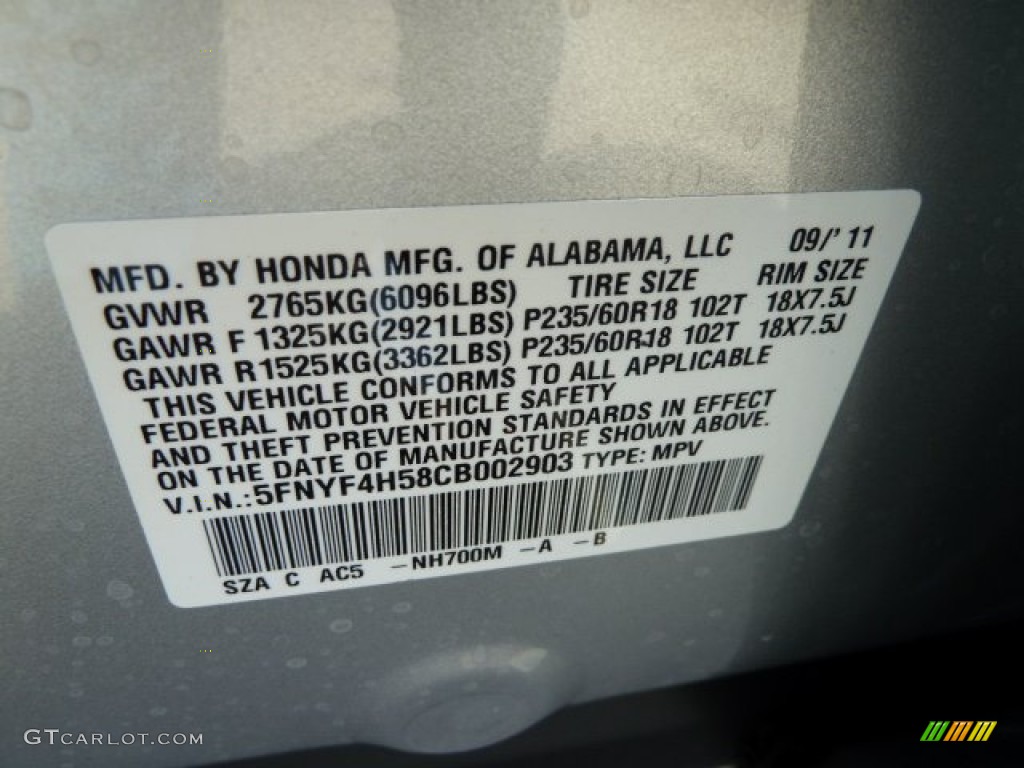 MFD. BY HONDA MFG. OF ALABAMA, LLC 09/' 11
GVWR 2765KG(6096LBS) TIRE SIZE RIM SIZE
GAWR F 1325KG(2921LBS) P235/60R18 102T 18X7.5J
GAWR R1525KG(3362LBS) P235/60R18 102T 18X7.5J
THIS VEHICLE CONFORMS TO ALL APPLICABLE
FEDERAL MOTOR VEHICLE SAFETY
AND THEFT PREVENTION STANDARDS IN EFFECT
ON THE DATE OF MANUFACTURE SHOWN ABOVE.
V.I.N.:5FNYF4H58CB002903 TYPE: MPV
SZA C AC5 -NH700M -A -B
GTCARLOT.COM